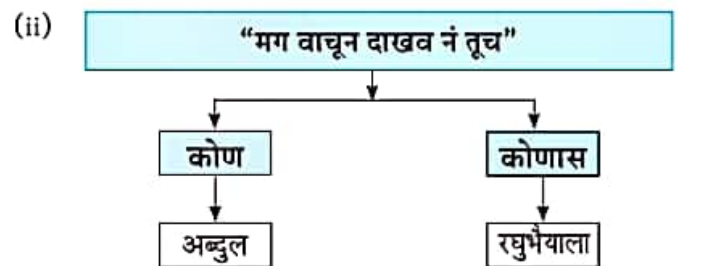 (ii)
“मग वाचून दाखव नं तूच”
कोण कोणास
अब्दुल रघुभैयाला